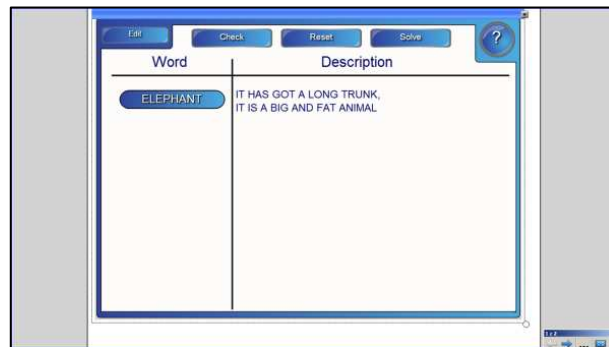 Edit Check Reset Solve ?
Word Description
ELEPHANT IT HAS GOT A LONG TRUNK,
IT IS A BIG AND FAT ANIMAL